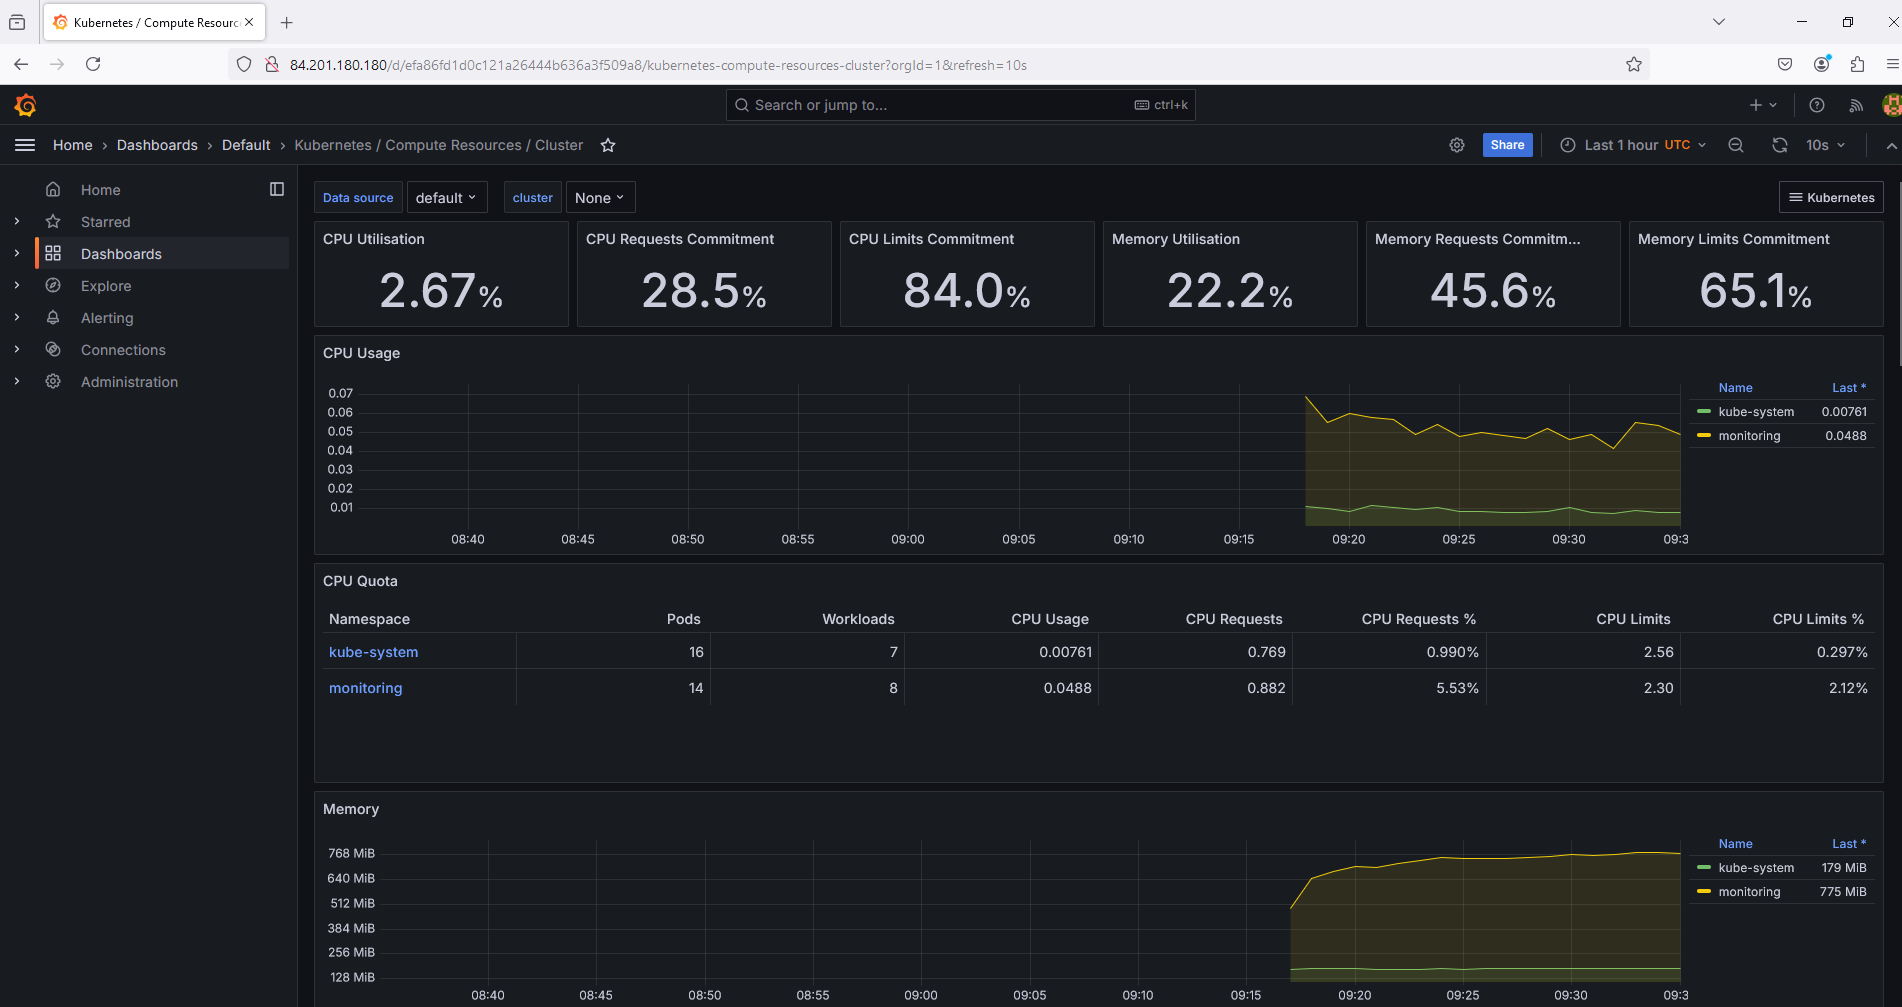 Kubernetes / Compute Resourc
84.201.180.180/d/efa86fd1d0c121a26444b636a3f509a8/kubernetes-compute-resources-cluster?orgId=1&refresh=10s
Search or jump to... ctrl+k
Home › Dashboards › Default › Kubernetes / Compute Resources / Cluster
Share Last 1 hour UTC 10s
Home
Starred
Dashboards
Explore
Alerting
Connections
Administration
Data source default cluster None Kubernetes
CPU Utilisation
2.67%
CPU Requests Commitment
28.5%
CPU Limits Commitment
84.0%
Memory Utilisation
22.2%
Memory Requests Commitm...
45.6%
Memory Limits Commitment
65.1%
CPU Usage
0.07
0.06
0.05
0.04
0.03
0.02
0.01
08:40 08:45 08:50 08:55 09:00 09:05 09:10 09:15 09:20 09:25 09:30 09:3
Name Last *
kube-system 0.00761
monitoring 0.0488
CPU Quota
Namespace Pods Workloads CPU Usage CPU Requests CPU Requests % CPU Limits CPU Limits %
kube-system 16 7 0.00761 0.769 0.990% 2.56 0.297%
monitoring 14 8 0.0488 0.882 5.53% 2.30 2.12%
Memory
768 MiB
640 MiB
512 MiB
384 MiB
256 MiB
128 MiB
08:40 08:45 08:50 08:55 09:00 09:05 09:10 09:15 09:20 09:25 09:30 09:3
Name Last *
kube-system 179 MiB
monitoring 775 MiB